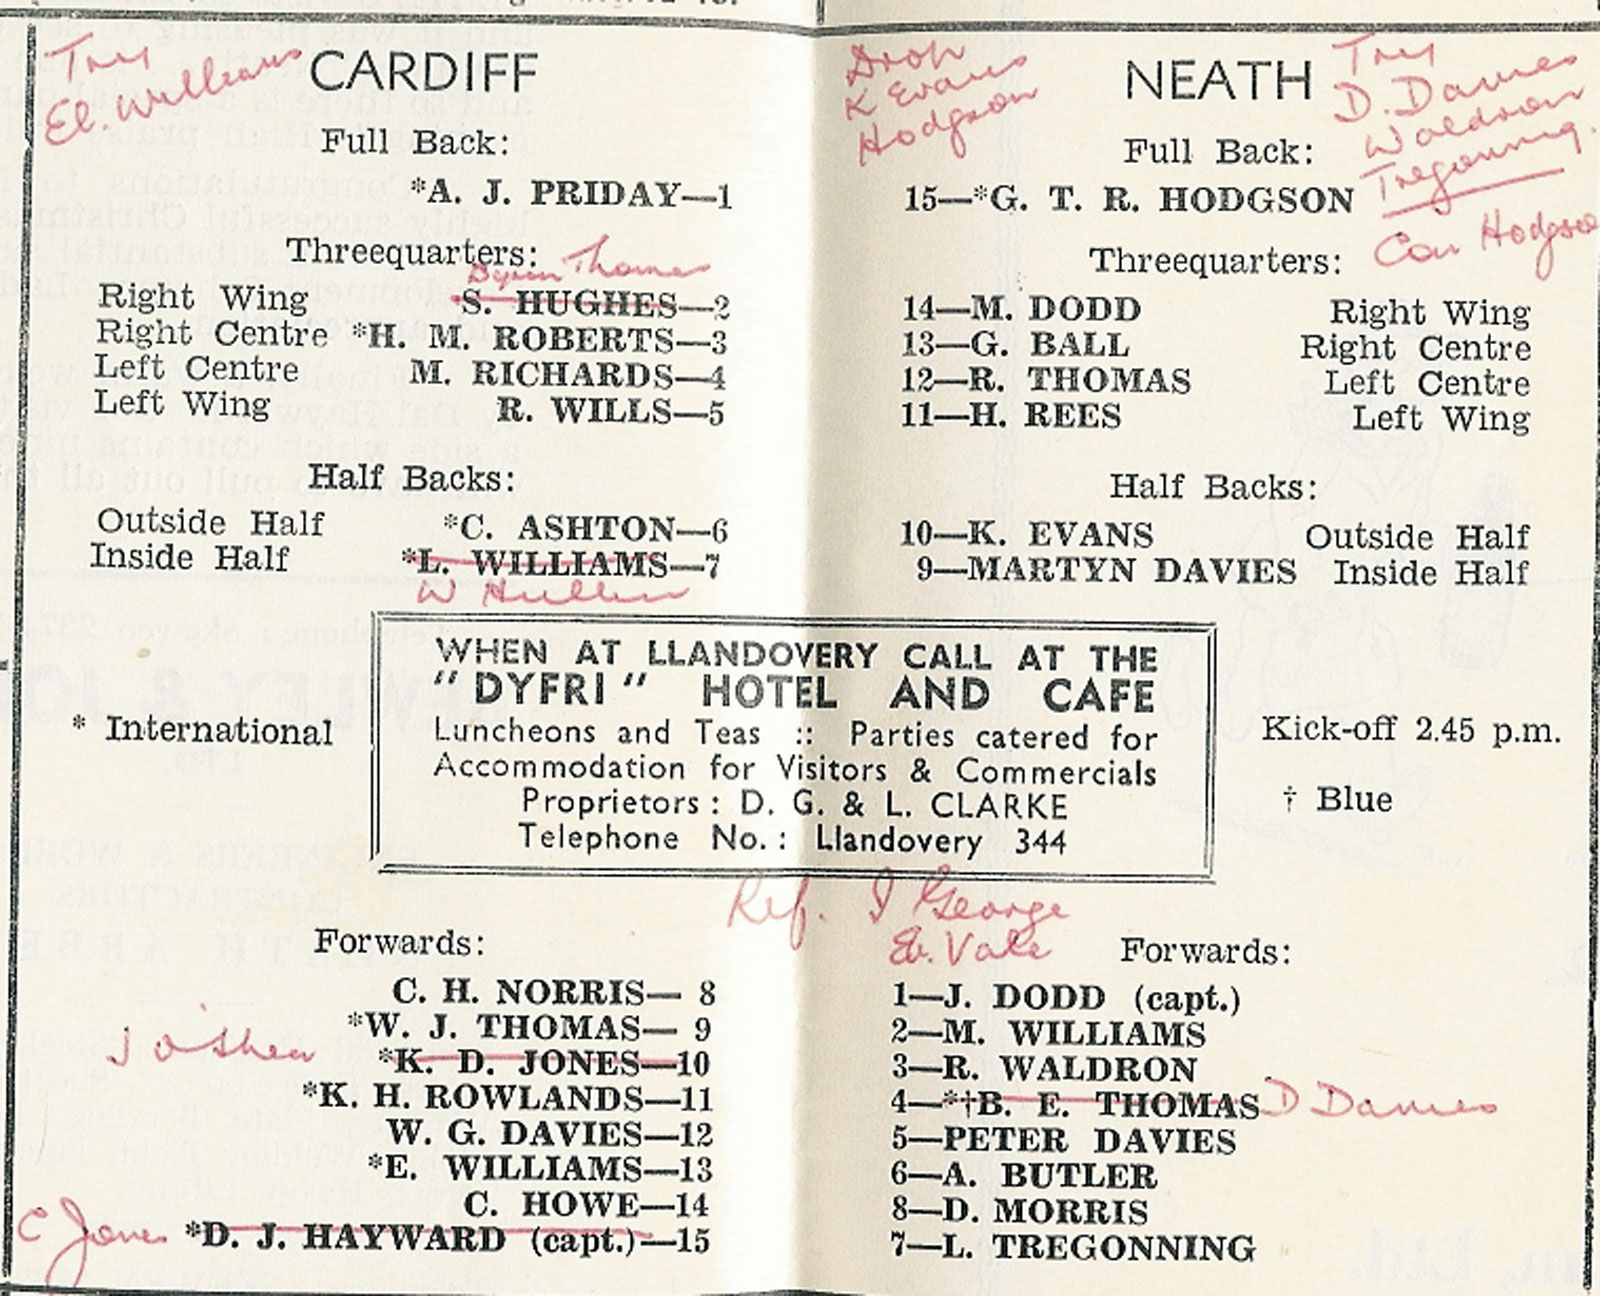 Try
El. Williams
CARDIFF
Full Back:
*A. J. PRIDAY—1
Threequarters:
Thomas
Right Wing S. HUGHES—2
Right Centre *H. M. ROBERTS—3
Left Centre M. RICHARDS—4
Left Wing R. WILLS—5
Half Backs:
Outside Half *C. ASHTON—6
Inside Half *L. WILLIAMS—7
W Hullin
Drop
K Evans
Hodgson
NEATH
Try
D. Davies
Waldron
Tregonning.
Con Hodgson
Full Back:
15—*G. T. R. HODGSON
Threequarters:
14—M. DODD Right Wing
13—G. BALL Right Centre
12—R. THOMAS Left Centre
11—H. REES Left Wing
Half Backs:
10—K. EVANS Outside Half
9—MARTYN DAVIES Inside Half
* International
WHEN AT LLANDOVERY CALL AT THE
"DYFRI" HOTEL AND CAFE
Luncheons and Teas :: Parties catered for
Accommodation for Visitors & Commercials
Proprietors: D. G. & L. CLARKE
Telephone No.: Llandovery 344
Kick-off 2.45 p.m.
† Blue
Ref. I George
Eb. Vale
Forwards:
C. H. NORRIS— 8
*W. J. THOMAS— 9
J O'Shea *K. D. JONES—10
*K. H. ROWLANDS—11
W. G. DAVIES—12
*E. WILLIAMS—13
C. HOWE—14
C Jones *D. J. HAYWARD (capt.)—15
Forwards:
1—J. DODD (capt.)
2—M. WILLIAMS
3—R. WALDRON
4—*†B. E. THOMAS D Davies
5—PETER DAVIES
6—A. BUTLER
8—D. MORRIS
7—L. TREGONNING